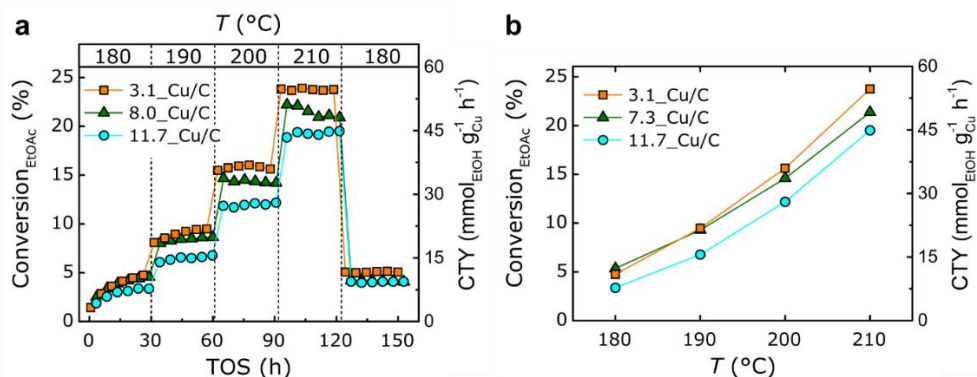 a
T (°C)
180 190 200 210 180
3.1_Cu/C
8.0_Cu/C
11.7_Cu/C
Conversion_EtOAc (%)
25
20
15
10
5
0
60
45
30
15
0
CTY (mmol_EtOH g_Cu^-1 h^-1)
0 30 60 90 120 150
TOS (h)
b
3.1_Cu/C
7.3_Cu/C
11.7_Cu/C
Conversion_EtOAc (%)
25
20
15
10
5
0
60
45
30
15
0
CTY (mmol_EtOH g_Cu^-1 h^-1)
180 190 200 210
T (°C)